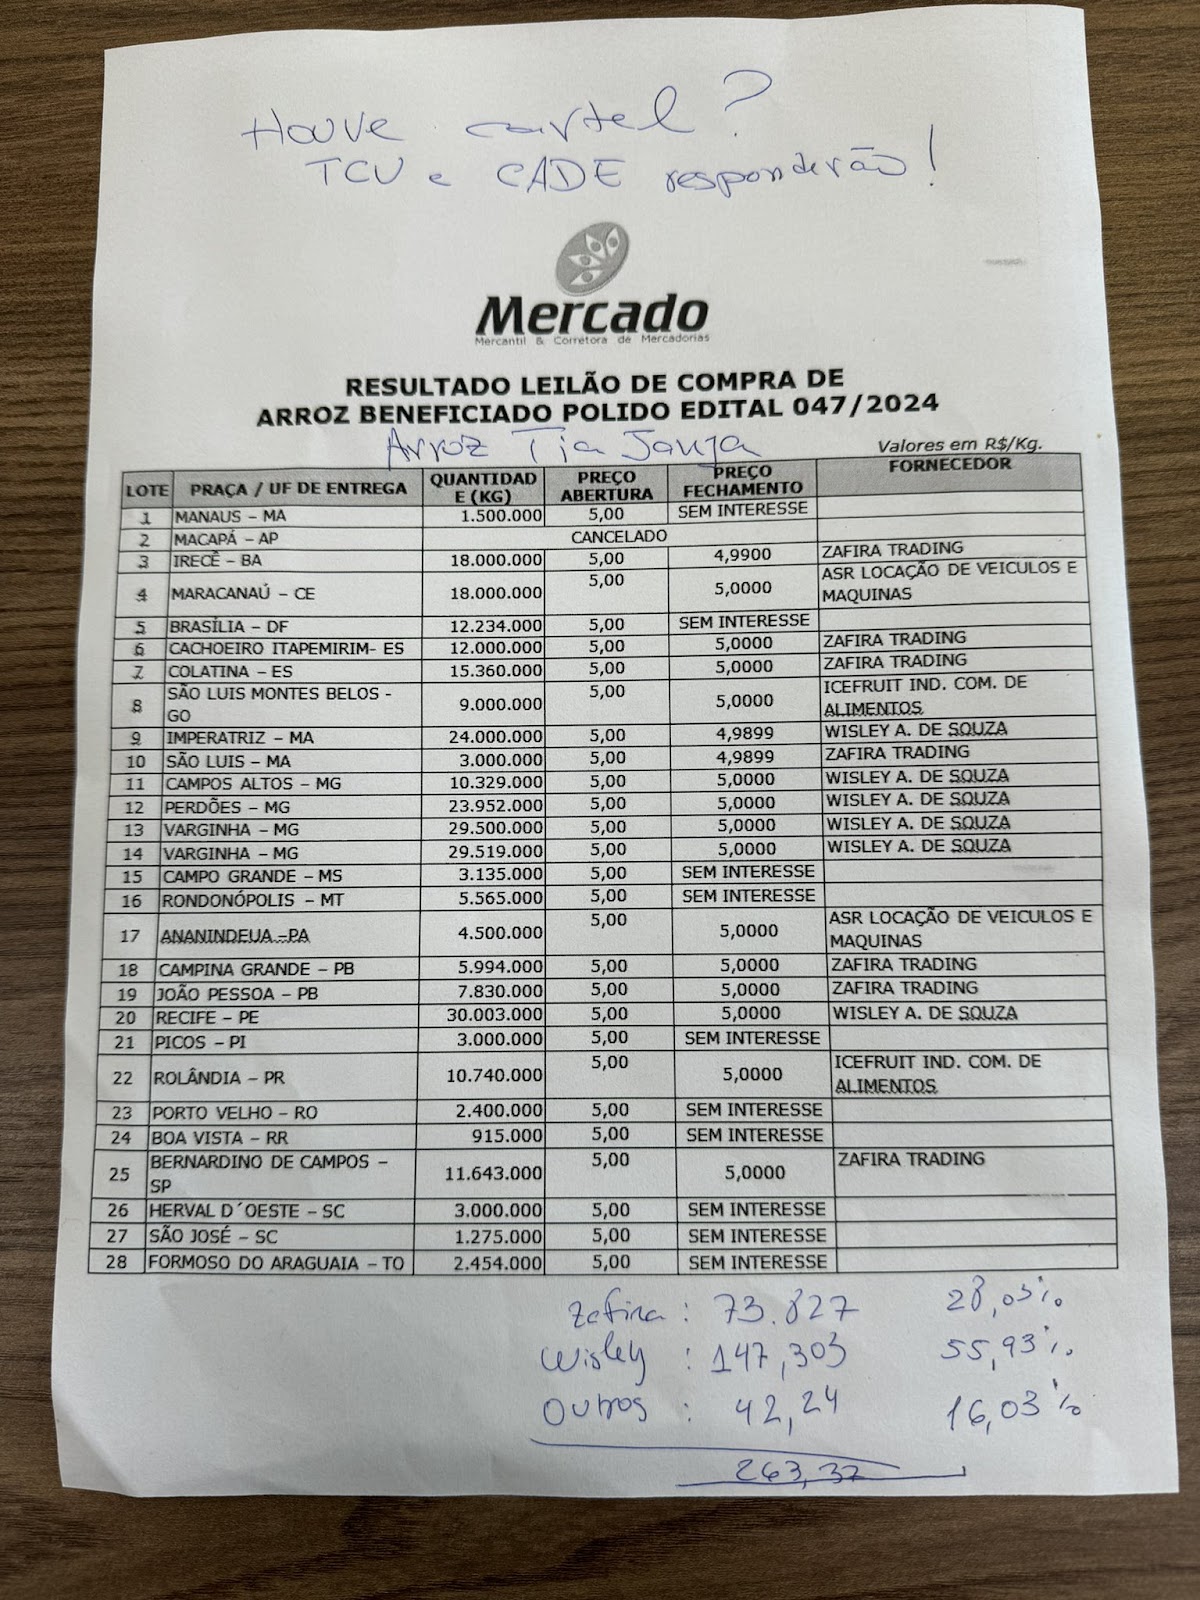 Houve cartel?
TCU e CADE responderão!
Mercado
Mercantil & Corretora de Mercadorias
RESULTADO LEILÃO DE COMPRA DE
ARROZ BENEFICIADO POLIDO EDITAL 047/2024
Arroz Tia Janja
Valores em R$/Kg.
LOTE PRAÇA / UF DE ENTREGA QUANTIDAD E (KG) PREÇO ABERTURA PREÇO FECHAMENTO FORNECEDOR
1 MANAUS – MA 1.500.000 5,00 SEM INTERESSE
2 MACAPÁ – AP CANCELADO
3 IRECÊ – BA 18.000.000 5,00 4,9900 ZAFIRA TRADING
4 MARACANAÚ – CE 18.000.000 5,00 5,0000 ASR LOCAÇÃO DE VEICULOS E MAQUINAS
5 BRASÍLIA – DF 12.234.000 5,00 SEM INTERESSE
6 CACHOEIRO ITAPEMIRIM- ES 12.000.000 5,00 5,0000 ZAFIRA TRADING
7 COLATINA – ES 15.360.000 5,00 5,0000 ZAFIRA TRADING
8 SÃO LUIS MONTES BELOS - GO 9.000.000 5,00 5,0000 ICEFRUIT IND. COM. DE ALIMENTOS
9 IMPERATRIZ – MA 24.000.000 5,00 4,9899 WISLEY A. DE SOUZA
10 SÃO LUIS – MA 3.000.000 5,00 4,9899 ZAFIRA TRADING
11 CAMPOS ALTOS – MG 10.329.000 5,00 5,0000 WISLEY A. DE SOUZA
12 PERDÕES – MG 23.952.000 5,00 5,0000 WISLEY A. DE SOUZA
13 VARGINHA – MG 29.500.000 5,00 5,0000 WISLEY A. DE SOUZA
14 VARGINHA – MG 29.519.000 5,00 5,0000 WISLEY A. DE SOUZA
15 CAMPO GRANDE – MS 3.135.000 5,00 SEM INTERESSE
16 RONDONÓPOLIS – MT 5.565.000 5,00 SEM INTERESSE
17 ANANINDEUA –PA 4.500.000 5,00 5,0000 ASR LOCAÇÃO DE VEICULOS E MAQUINAS
18 CAMPINA GRANDE – PB 5.994.000 5,00 5,0000 ZAFIRA TRADING
19 JOÃO PESSOA – PB 7.830.000 5,00 5,0000 ZAFIRA TRADING
20 RECIFE – PE 30.003.000 5,00 5,0000 WISLEY A. DE SOUZA
21 PICOS – PI 3.000.000 5,00 SEM INTERESSE
22 ROLÂNDIA – PR 10.740.000 5,00 5,0000 ICEFRUIT IND. COM. DE ALIMENTOS
23 PORTO VELHO – RO 2.400.000 5,00 SEM INTERESSE
24 BOA VISTA – RR 915.000 5,00 SEM INTERESSE
25 BERNARDINO DE CAMPOS – SP 11.643.000 5,00 5,0000 ZAFIRA TRADING
26 HERVAL D´OESTE – SC 3.000.000 5,00 SEM INTERESSE
27 SÃO JOSÉ – SC 1.275.000 5,00 SEM INTERESSE
28 FORMOSO DO ARAGUAIA – TO 2.454.000 5,00 SEM INTERESSE
Zafira : 73.827 28,03%
Wisley : 147,303 55,93%
Outros : 42,24 16,03%
263,37